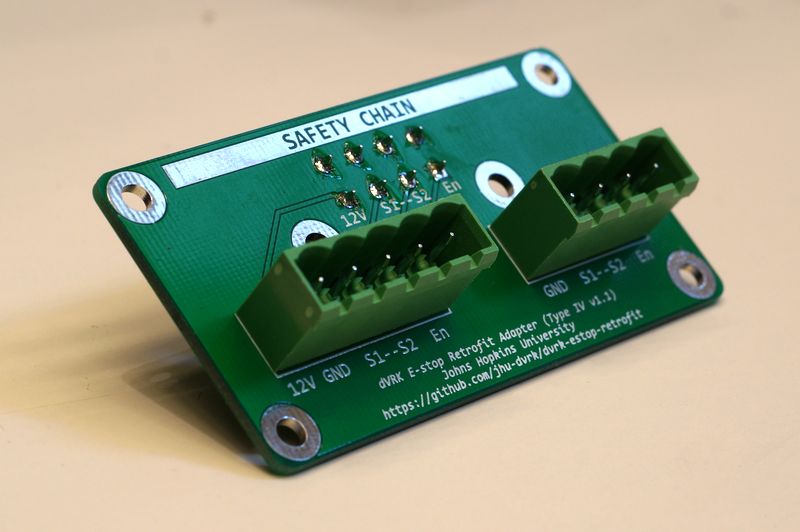 SAFETY CHAIN
12V S1--S2 En
GND S1--S2 En
12V GND S1--S2 En
dVRK E-stop Retrofit Adapter (Type IV v1.1)
Johns Hopkins University
https://github.com/jhu-dvrk/dvrk-estop-retrofit